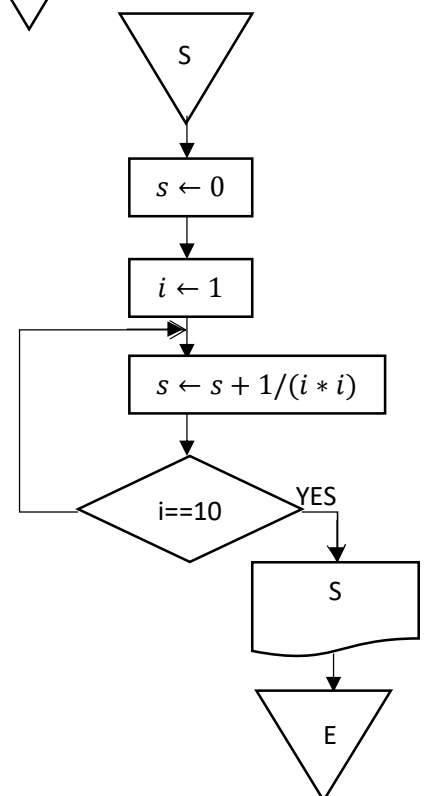 S
s ← 0
i ← 1
s ← s + 1/(i ∗ i)
i==10
YES
S
E